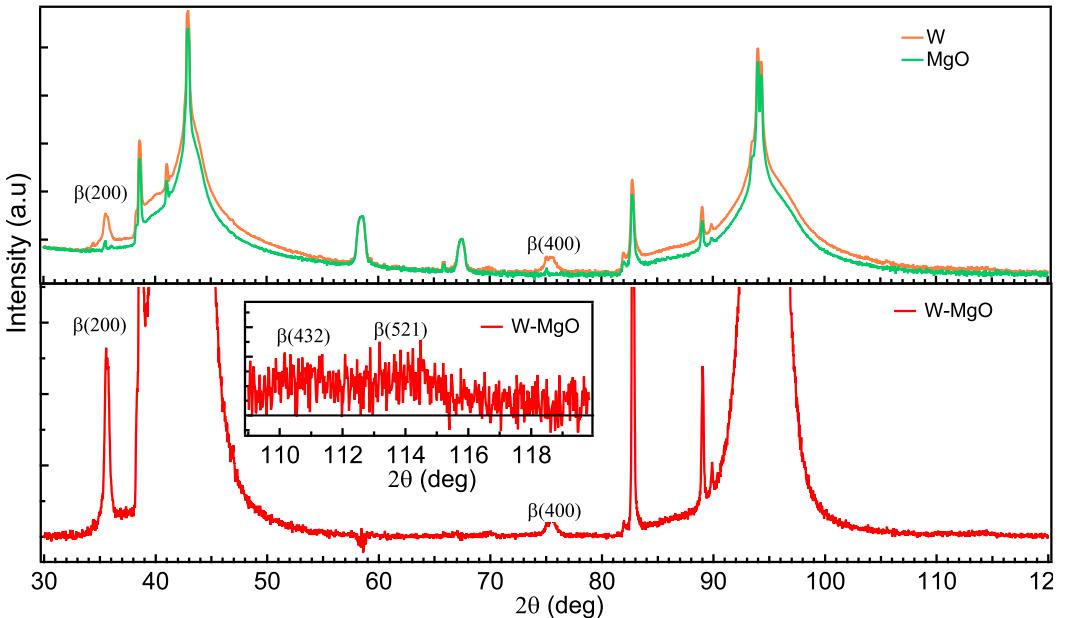 Intensity (a.u)
W
MgO
β(200)
β(400)
β(200)
W-MgO
β(432)
β(521)
W-MgO
110 112 114 116 118
2θ (deg)
β(400)
30 40 50 60 70 80 90 100 110 12
2θ (deg)